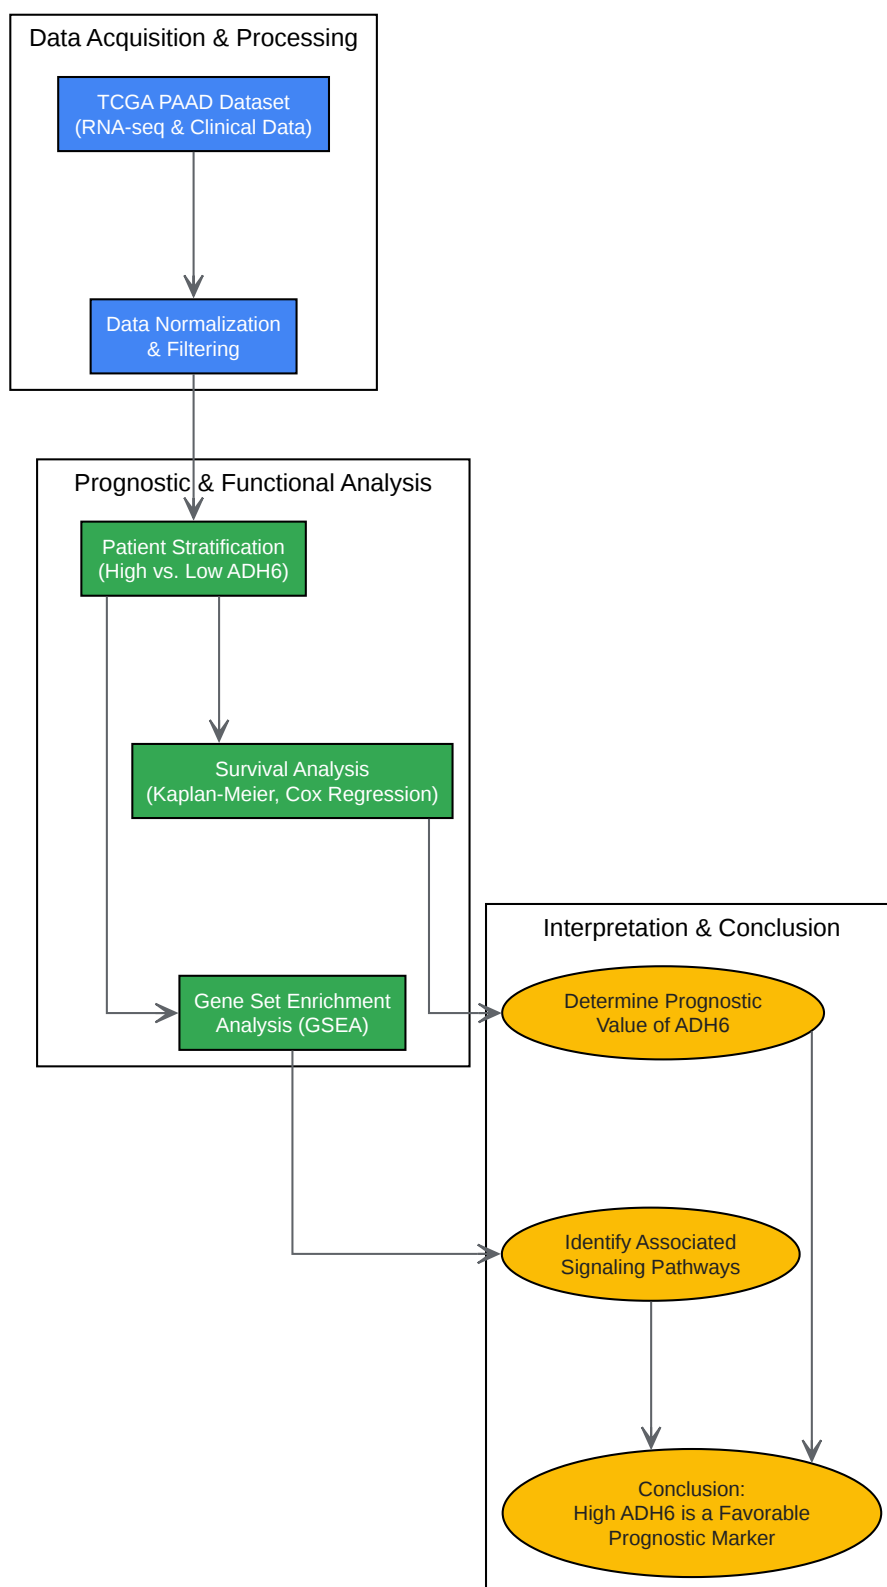 Data Acquisition & Processing
TCGA PAAD Dataset
(RNA-seq & Clinical Data)
Data Normalization
& Filtering
Prognostic & Functional Analysis
Patient Stratification
(High vs. Low ADH6)
Survival Analysis
(Kaplan-Meier, Cox Regression)
Gene Set Enrichment
Analysis (GSEA)
Interpretation & Conclusion
Determine Prognostic
Value of ADH6
Identify Associated
Signaling Pathways
Conclusion:
High ADH6 is a Favorable
Prognostic Marker